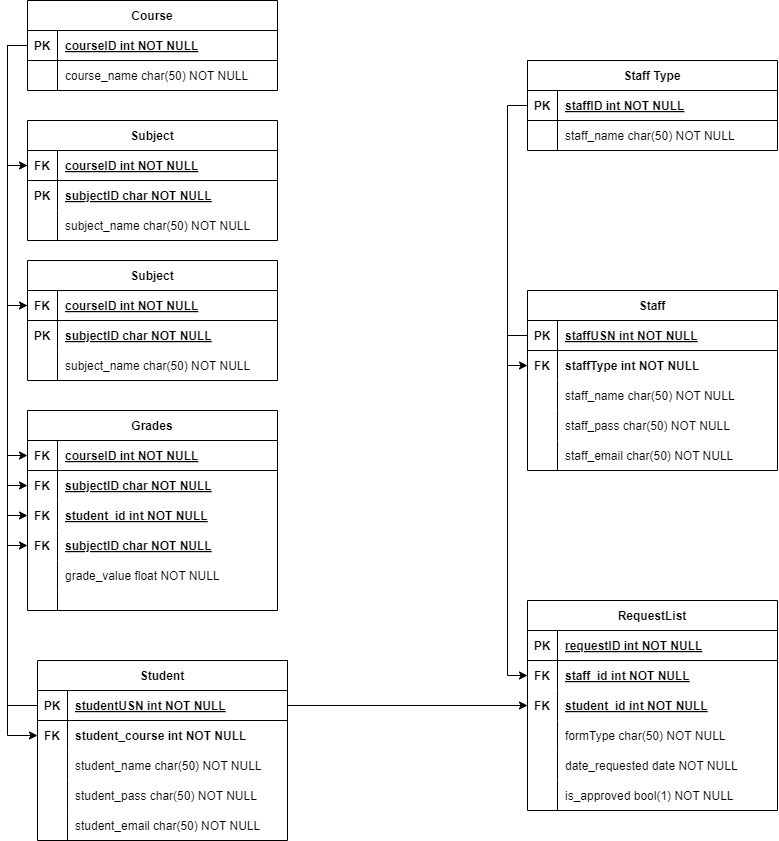 Course
PK courseID int NOT NULL
course_name char(50) NOT NULL
Subject
FK courseID int NOT NULL
PK subjectID char NOT NULL
subject_name char(50) NOT NULL
Subject
FK courseID int NOT NULL
PK subjectID char NOT NULL
subject_name char(50) NOT NULL
Grades
FK courseID int NOT NULL
FK subjectID char NOT NULL
FK student_id int NOT NULL
FK subjectID char NOT NULL
grade_value float NOT NULL
Student
PK studentUSN int NOT NULL
FK student_course int NOT NULL
student_name char(50) NOT NULL
student_pass char(50) NOT NULL
student_email char(50) NOT NULL
Staff Type
PK staffID int NOT NULL
staff_name char(50) NOT NULL
Staff
PK staffUSN int NOT NULL
FK staffType int NOT NULL
staff_name char(50) NOT NULL
staff_pass char(50) NOT NULL
staff_email char(50) NOT NULL
RequestList
PK requestID int NOT NULL
FK staff_id int NOT NULL
FK student_id int NOT NULL
formType char(50) NOT NULL
date_requested date NOT NULL
is_approved bool(1) NOT NULL